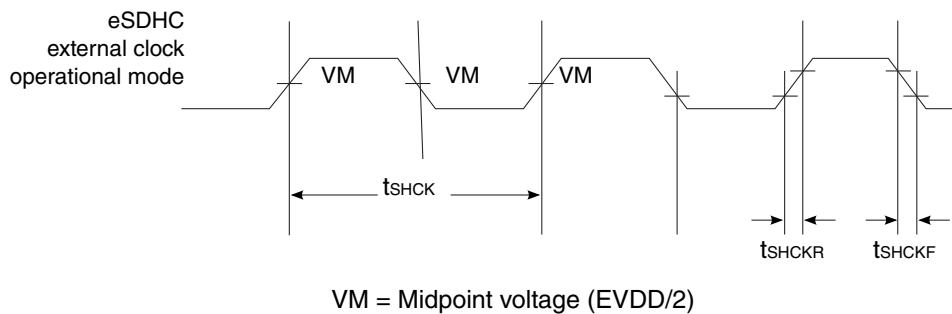 eSDHC
external clock
operational mode
VM VM VM
tSHCK
tSHCKR tSHCKF
VM = Midpoint voltage (EVDD/2)